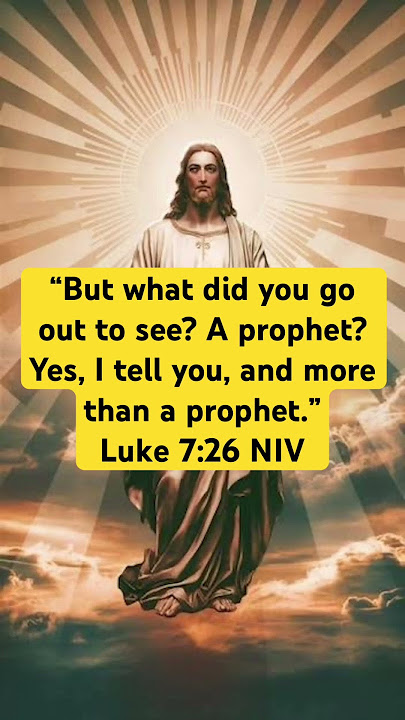 “But what did you go
out to see? A prophet?
Yes, I tell you, and more
than a prophet.”
Luke 7:26 NIV